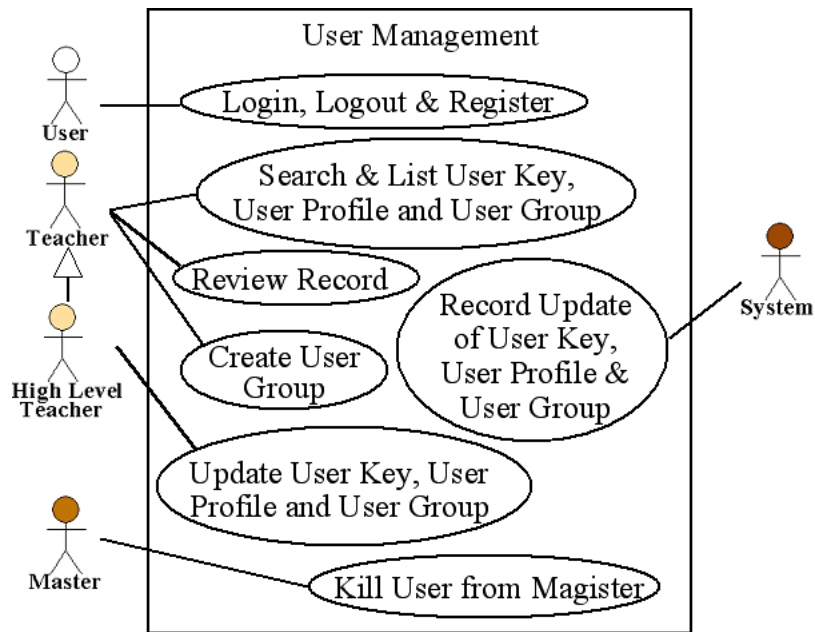 User Management
User
Login, Logout & Register
Teacher
Search & List User Key,
User Profile and User Group
Review Record
System
Record Update
of User Key,
User Profile &
User Group
High Level
Teacher
Create User
Group
Update User Key, User
Profile and User Group
Master
Kill User from Magister